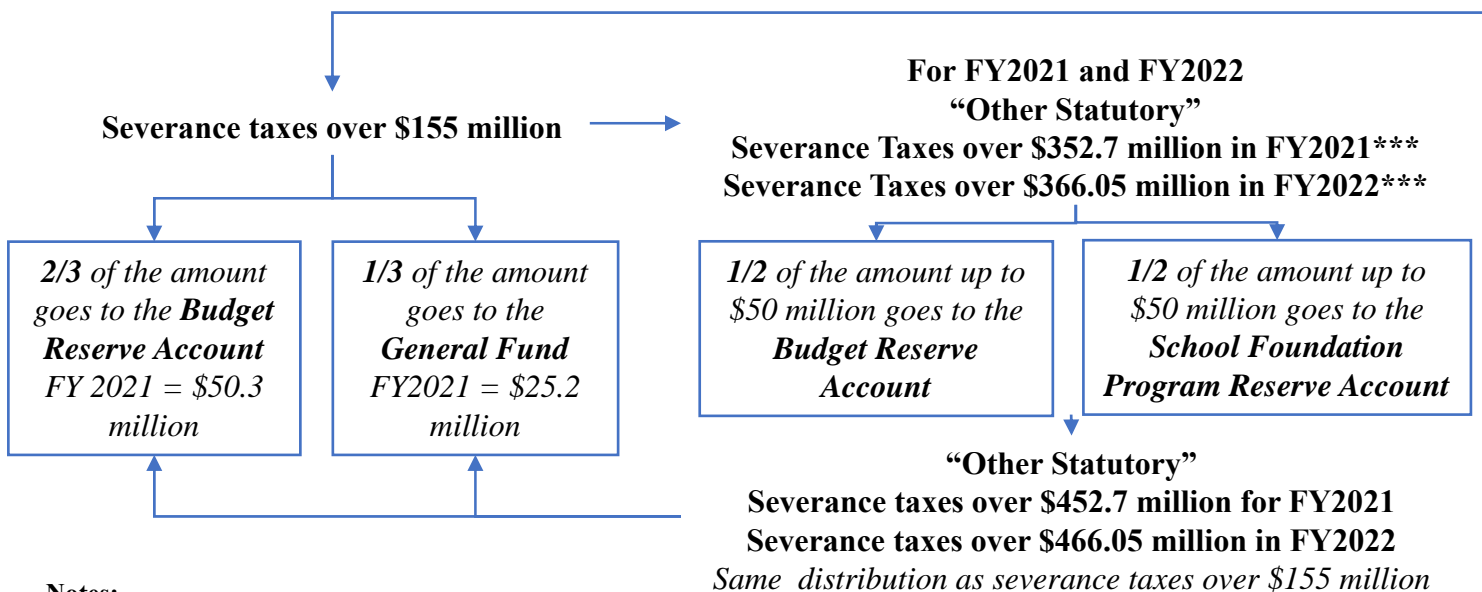 Severance taxes over $155 million
For FY2021 and FY2022
“Other Statutory”
Severance Taxes over $352.7 million in FY2021***
Severance Taxes over $366.05 million in FY2022***
2/3 of the amount
goes to the Budget
Reserve Account
FY 2021 = $50.3
million
1/3 of the amount
goes to the
General Fund
FY2021 = $25.2
million
1/2 of the amount up to
$50 million goes to the
Budget Reserve
Account
1/2 of the amount up to
$50 million goes to the
School Foundation
Program Reserve Account
“Other Statutory”
Severance taxes over $452.7 million for FY2021
Severance taxes over $466.05 million in FY2022
Same distribution as severance taxes over $155 million
Notes: